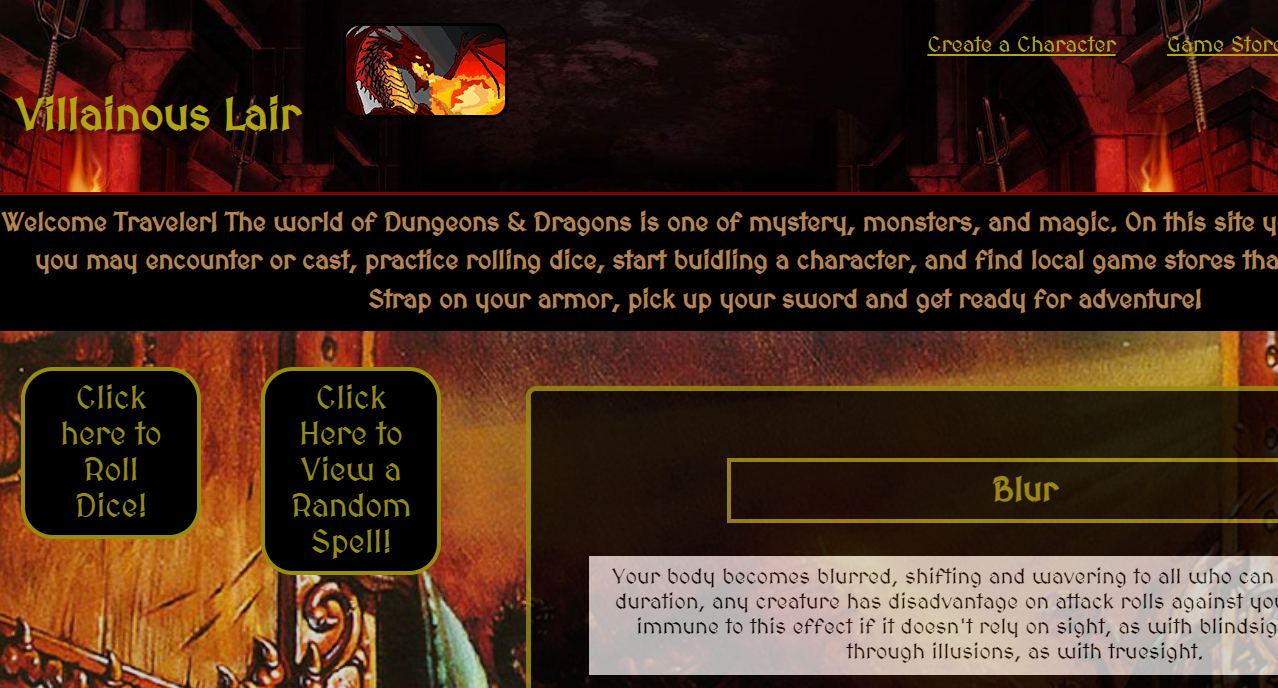 Create a Character
Game Store
Villainous Lair
Welcome Traveler! The world of Dungeons & Dragons is one of mystery, monsters, and magic. On this site y
you may encounter or cast, practice rolling dice, start buidling a character, and find local game stores tha
Strap on your armor, pick up your sword and get ready for adventure!
Click
here to
Roll
Dice!
Click
Here to
View a
Random
Spell!
Blur
Your body becomes blurred, shifting and wavering to all who can
duration, any creature has disadvantage on attack rolls against you
immune to this effect if it doesn't rely on sight, as with blindsig
through illusions, as with truesight.